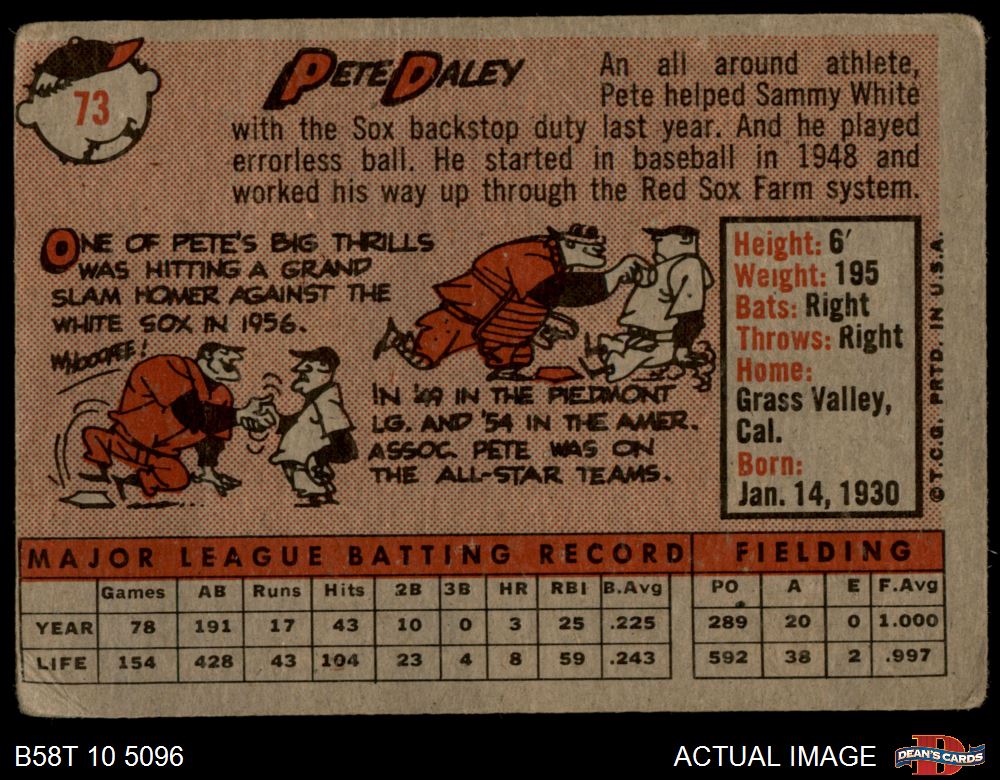 73
PETE DALEY
An all around athlete,
Pete helped Sammy White
with the Sox backstop duty last year. And he played
errorless ball. He started in baseball in 1948 and
worked his way up through the Red Sox Farm system.
ONE OF PETE'S BIG THRILLS
WAS HITTING A GRAND
SLAM HOMER AGAINST THE
WHITE SOX IN 1956.
WHOOOPEE!
IN '49 IN THE PIEDMONT
LG. AND '54 IN THE AMER.
ASSOC. PETE WAS ON
THE ALL-STAR TEAMS.
Height: 6'
Weight: 195
Bats: Right
Throws: Right
Home:
Grass Valley,
Cal.
Born:
Jan. 14, 1930
© T.C.G. PRTD. IN U.S.A.
MAJOR LEAGUE BATTING RECORD FIELDING
Games AB Runs Hits 2B 3B HR RBI B.Avg PO A E F.Avg
YEAR 78 191 17 43 10 0 3 25 .225 289 20 0 1.000
LIFE 154 428 43 104 23 4 8 59 .243 592 38 2 .997
B58T 10 5096
ACTUAL IMAGE
D
DEAN'S CARDS